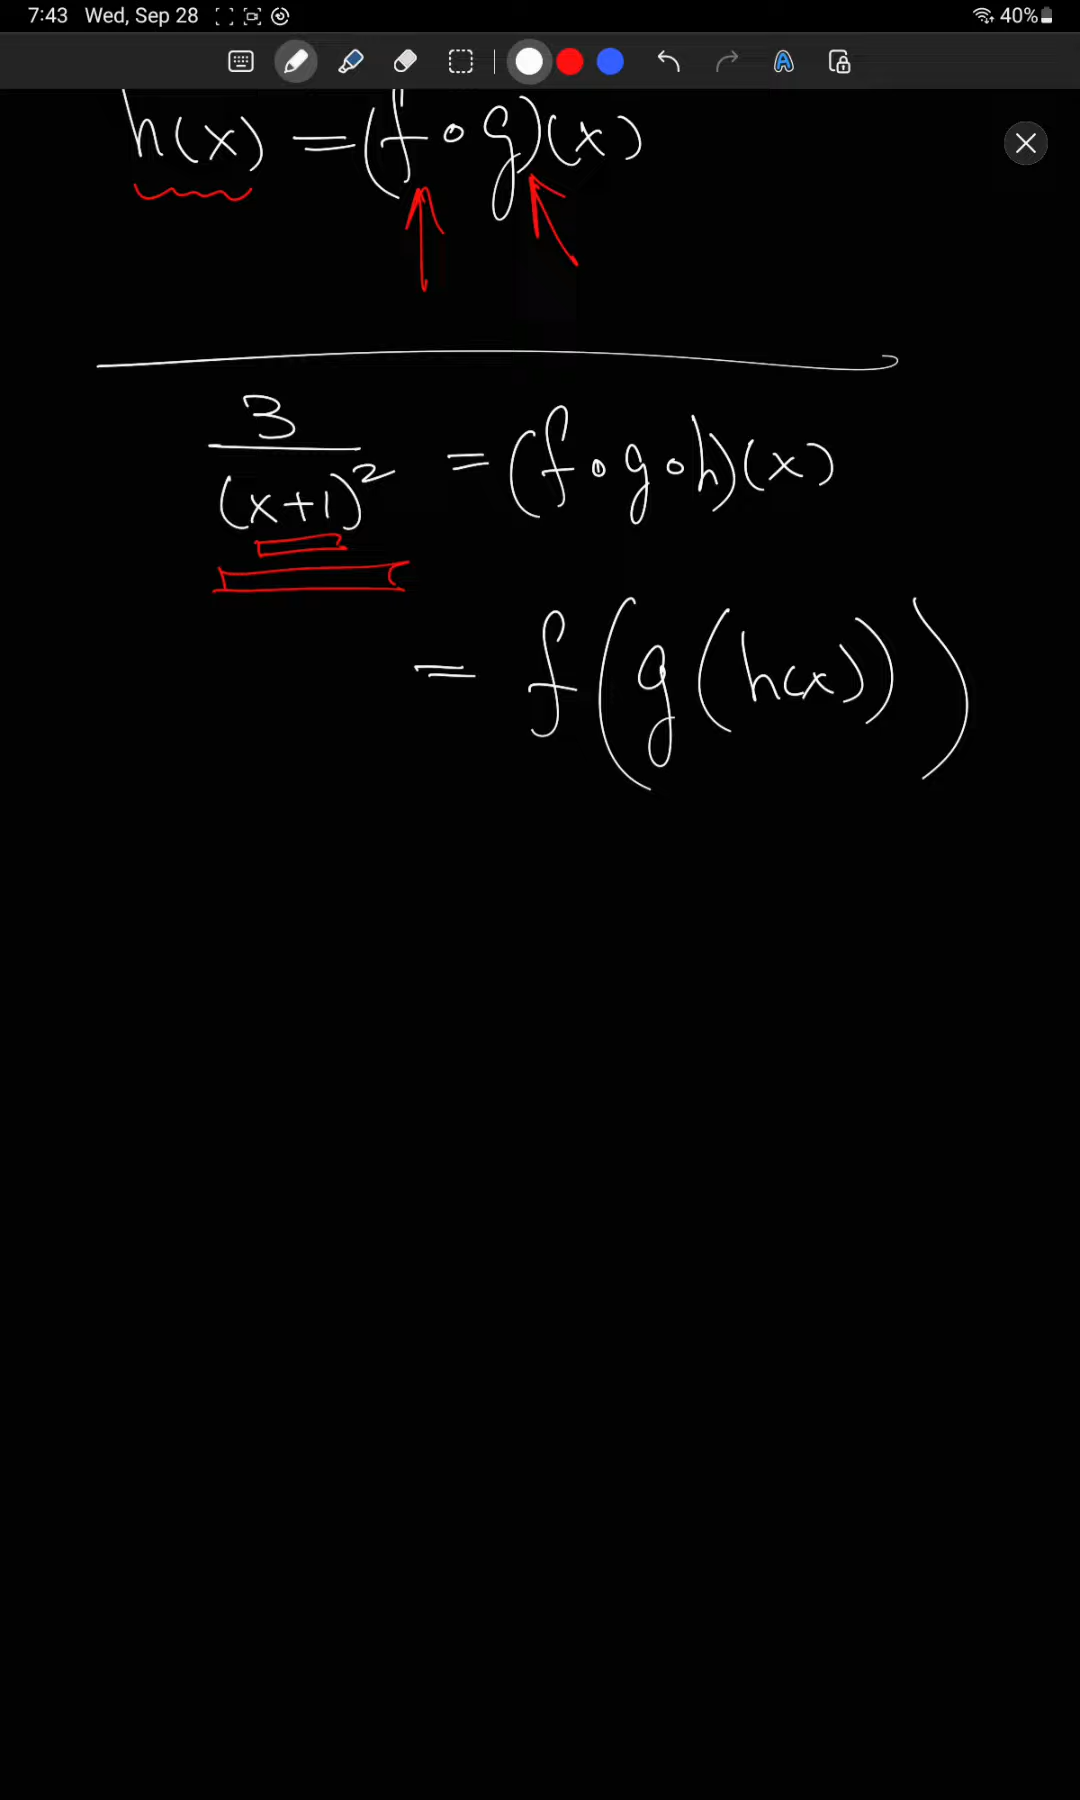 7:43 Wed, Sep 28 40%
A
h(x) = (f ∘ g)(x)
3
(x+1)² = (f ∘ g ∘ h)(x)
= f(g(h(x)))